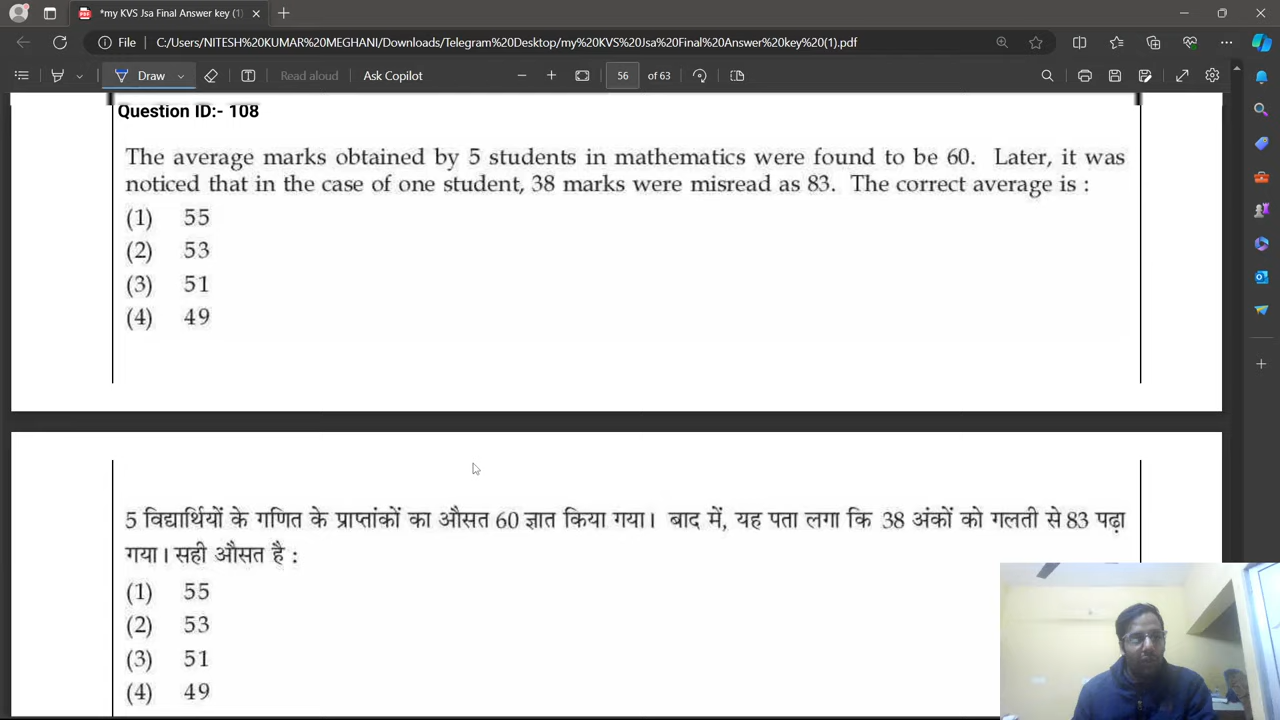 *my KVS Jsa Final Answer key (1)
File
C:/Users/NITESH%20KUMAR%20MEGHANI/Downloads/Telegram%20Desktop/my%20KVS%20Jsa%20Final%20Answer%20key%20(1).pdf
Draw
Read aloud
Ask Copilot
56 of 63
Question ID:- 108
The average marks obtained by 5 students in mathematics were found to be 60. Later, it was
noticed that in the case of one student, 38 marks were misread as 83. The correct average is :
(1) 55
(2) 53
(3) 51
(4) 49
5 विद्यार्थियों के गणित के प्राप्तांकों का औसत 60 ज्ञात किया गया। बाद में, यह पता लगा कि 38 अंकों को गलती से 83 पढ़ा
गया। सही औसत है :
(1) 55
(2) 53
(3) 51
(4) 49